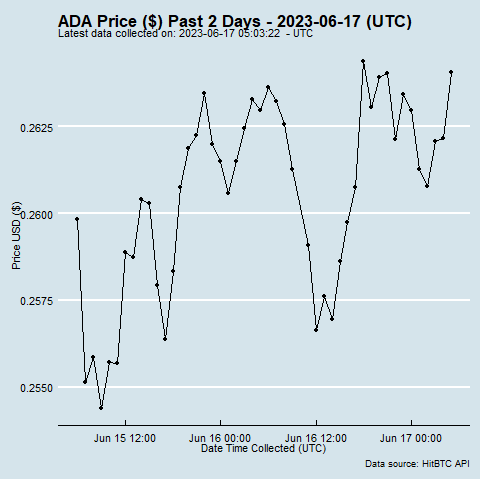 ADA Price ($) Past 2 Days - 2023-06-17 (UTC)
Latest data collected on: 2023-06-17 05:03:22  - UTC
0.2625
0.2600
0.2575
0.2550
Price USD ($)
Jun 15 12:00
Jun 16 00:00
Jun 16 12:00
Jun 17 00:00
Date Time Collected (UTC)
Data source: HitBTC API